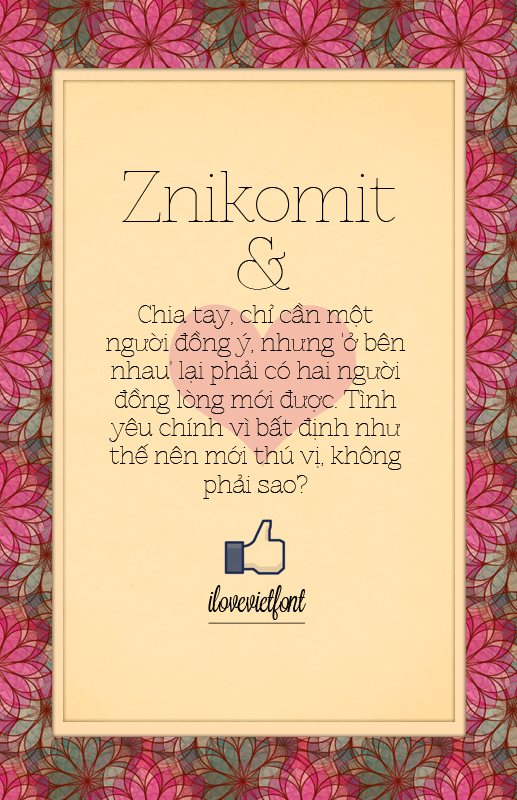 Znikomit
&
Chia tay, chỉ cần một
người đồng ý, nhưng 'ở bên
nhau' lại phải có hai người
đồng lòng mới được. Tình
yêu chính vì bất định như
thế nên mới thú vị, không
phải sao?
ilovevietfont